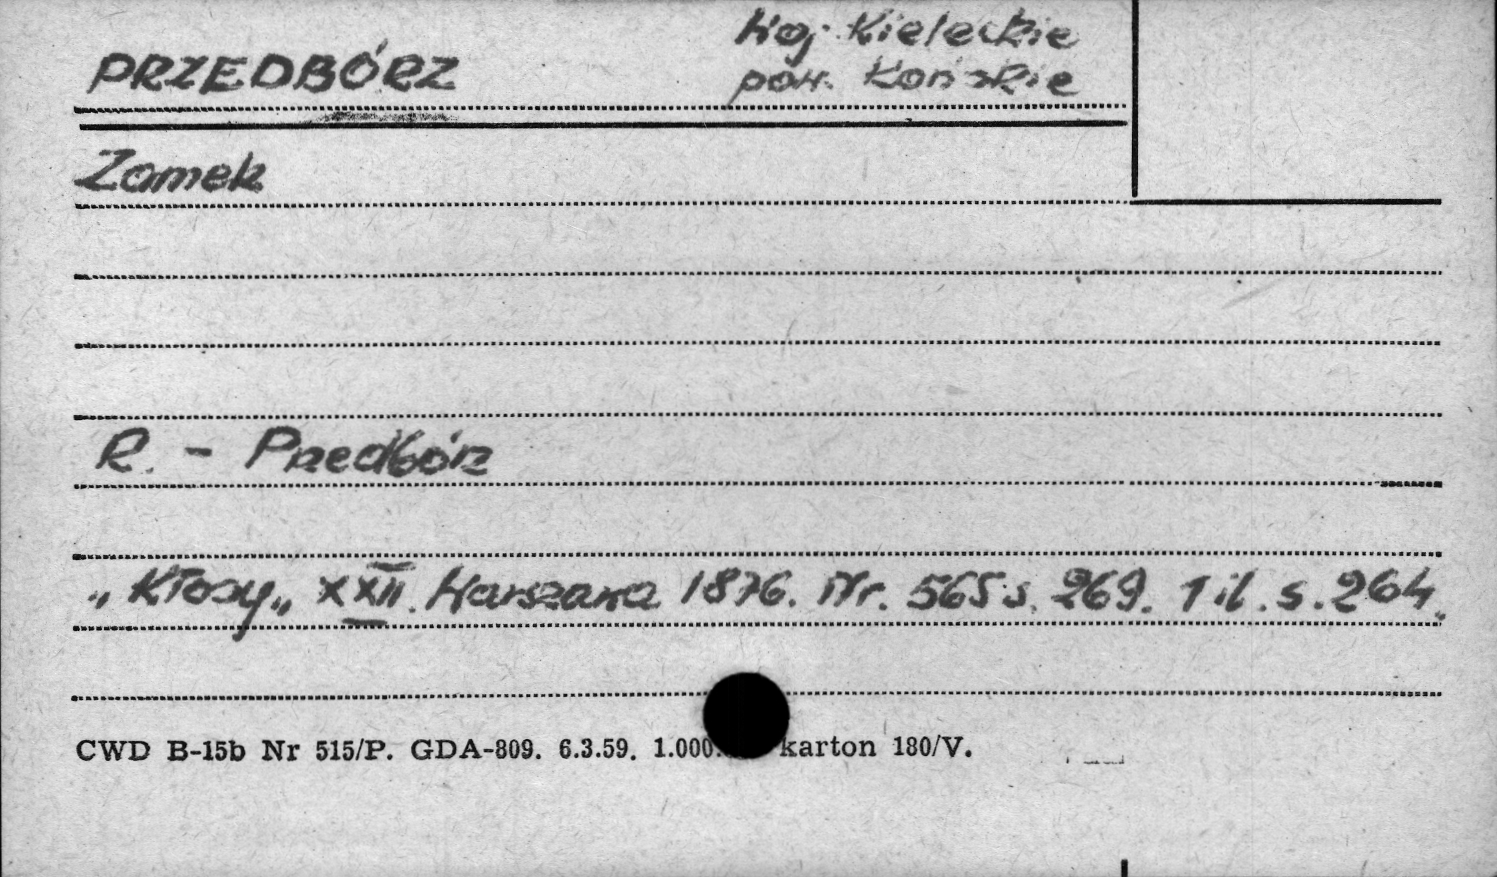 PRZEDBÓRZ
Woj. Kieleckie
pow. Końskie
Zamek
R. - Przedbórz
„Kłosy„ XXII. Warszawa 1876. Nr. 565 s. 269. 1 il. s. 264.
CWD B-15b Nr 515/P. GDA-809. 6.3.59. 1.000. karton 180/V.